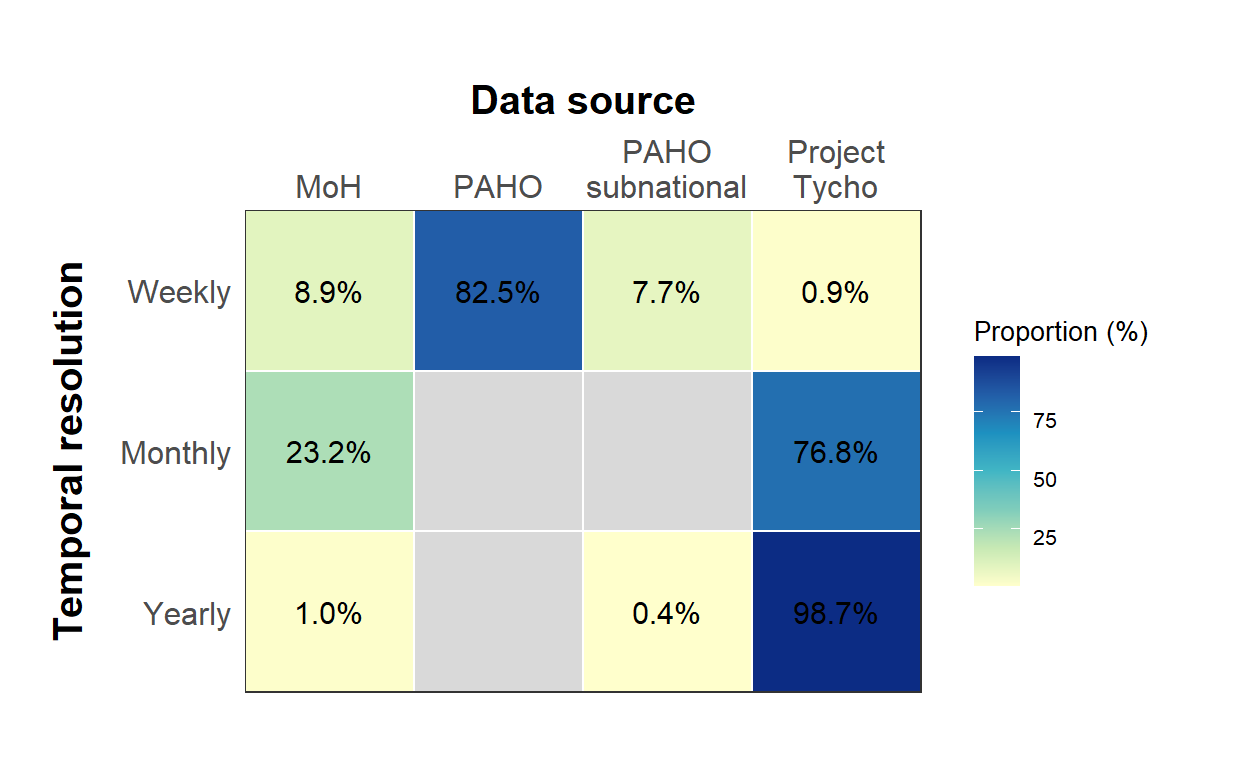 Data source
PAHO Project
MoH PAHO subnational Tycho
Temporal resolution
Weekly 8.9% 82.5% 7.7% 0.9%
Monthly 23.2% 76.8%
Yearly 1.0% 0.4% 98.7%
Proportion (%)
75
50
25